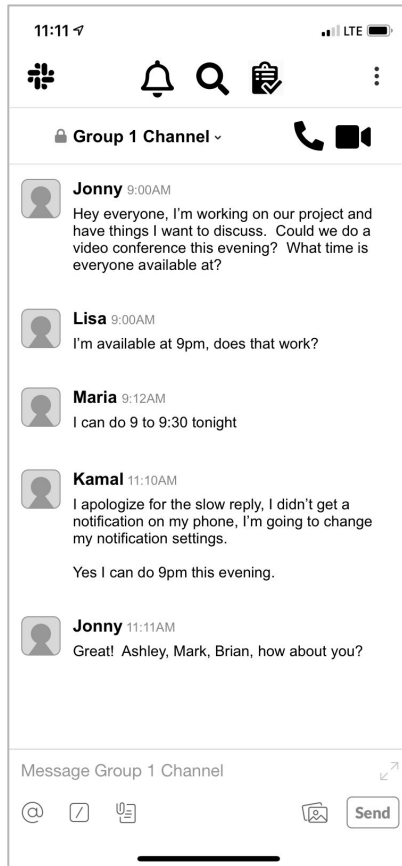 11:11
LTE
Group 1 Channel
Jonny 9:00AM
Hey everyone, I'm working on our project and
have things I want to discuss.  Could we do a
video conference this evening?  What time is
everyone available at?
Lisa 9:00AM
I'm available at 9pm, does that work?
Maria 9:12AM
I can do 9 to 9:30 tonight
Kamal 11:10AM
I apologize for the slow reply, I didn't get a
notification on my phone, I'm going to change
my notification settings.
Yes I can do 9pm this evening.
Jonny 11:11AM
Great!  Ashley, Mark, Brian, how about you?
Message Group 1 Channel
@
/
Send